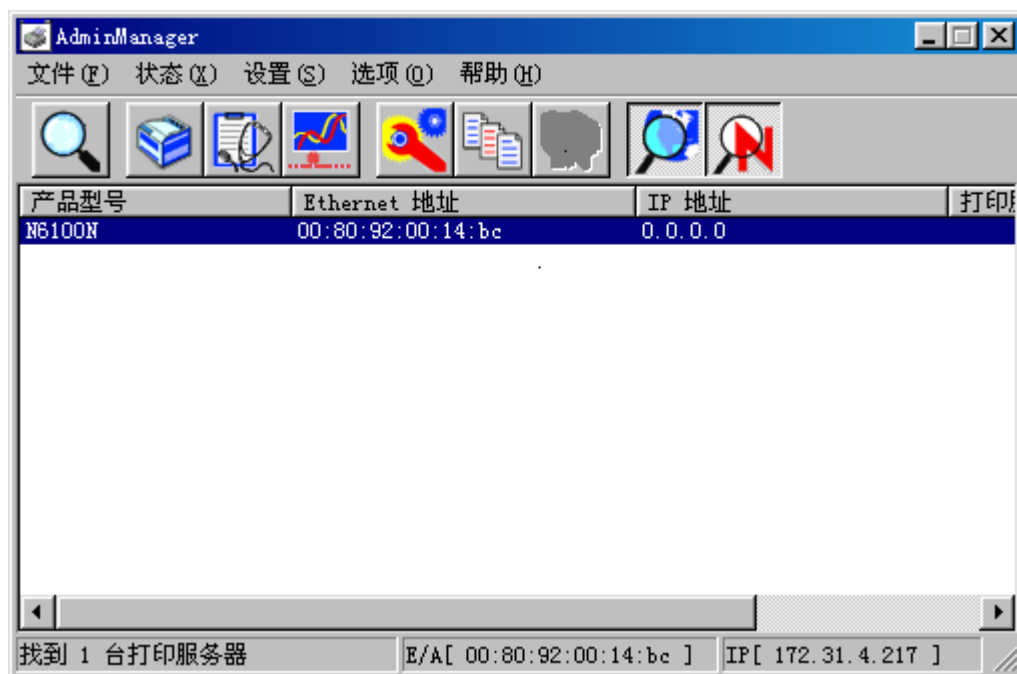 AdminManager
文件(F) 状态(X) 设置(S) 选项(O) 帮助(H)
产品型号 Ethernet 地址 IP 地址 打印
N6100N 00:80:92:00:14:bc 0.0.0.0
找到 1 台打印服务器 E/A[ 00:80:92:00:14:bc ] IP[ 172.31.4.217 ]